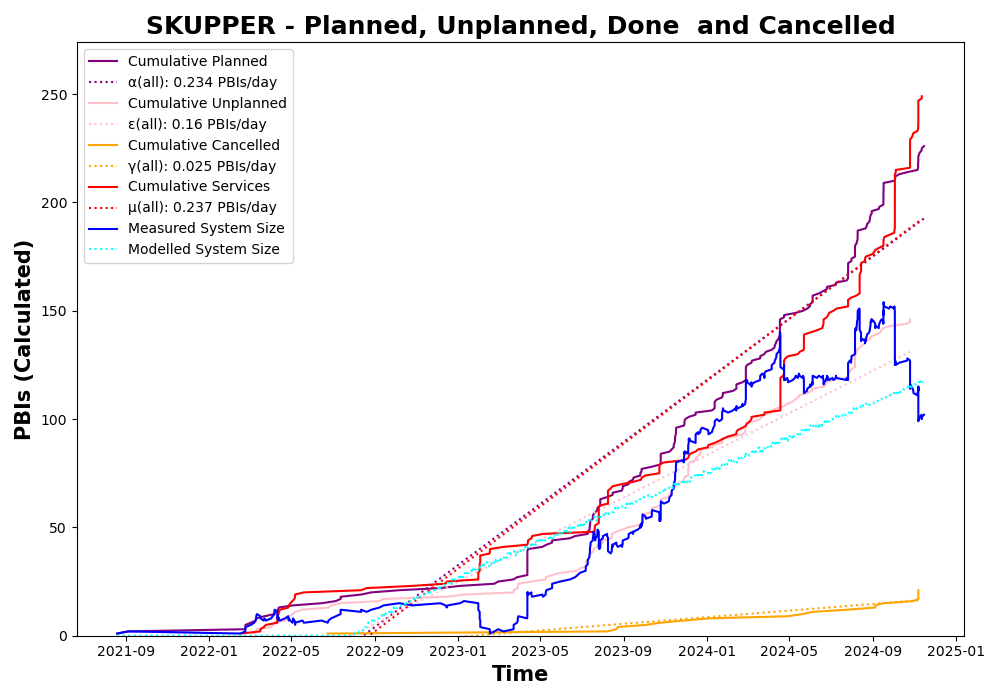 SKUPPER - Planned, Unplanned, Done  and Cancelled
Cumulative Planned
α(all): 0.234 PBIs/day
Cumulative Unplanned
ε(all): 0.16 PBIs/day
Cumulative Cancelled
γ(all): 0.025 PBIs/day
Cumulative Services
μ(all): 0.237 PBIs/day
Measured System Size
Modelled System Size
PBIs (Calculated)
250
200
150
100
50
0
2021-09 2022-01 2022-05 2022-09 2023-01 2023-05 2023-09 2024-01 2024-05 2024-09 2025-01
Time